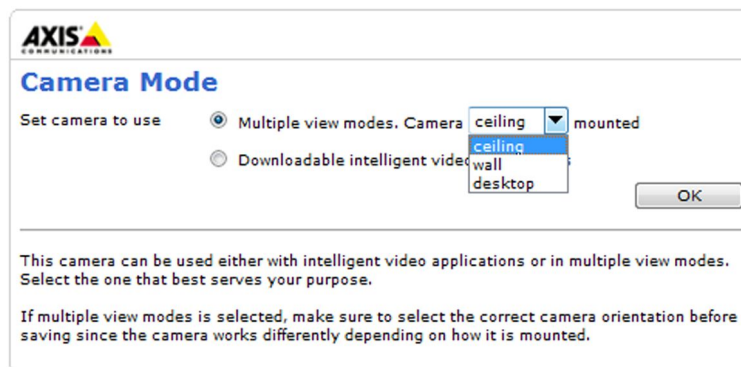 AXIS
COMMUNICATIONS
Camera Mode
Set camera to use
Multiple view modes. Camera ceiling mounted
ceiling
wall
desktop
Downloadable intelligent video
OK
This camera can be used either with intelligent video applications or in multiple view modes.
Select the one that best serves your purpose.
If multiple view modes is selected, make sure to select the correct camera orientation before
saving since the camera works differently depending on how it is mounted.